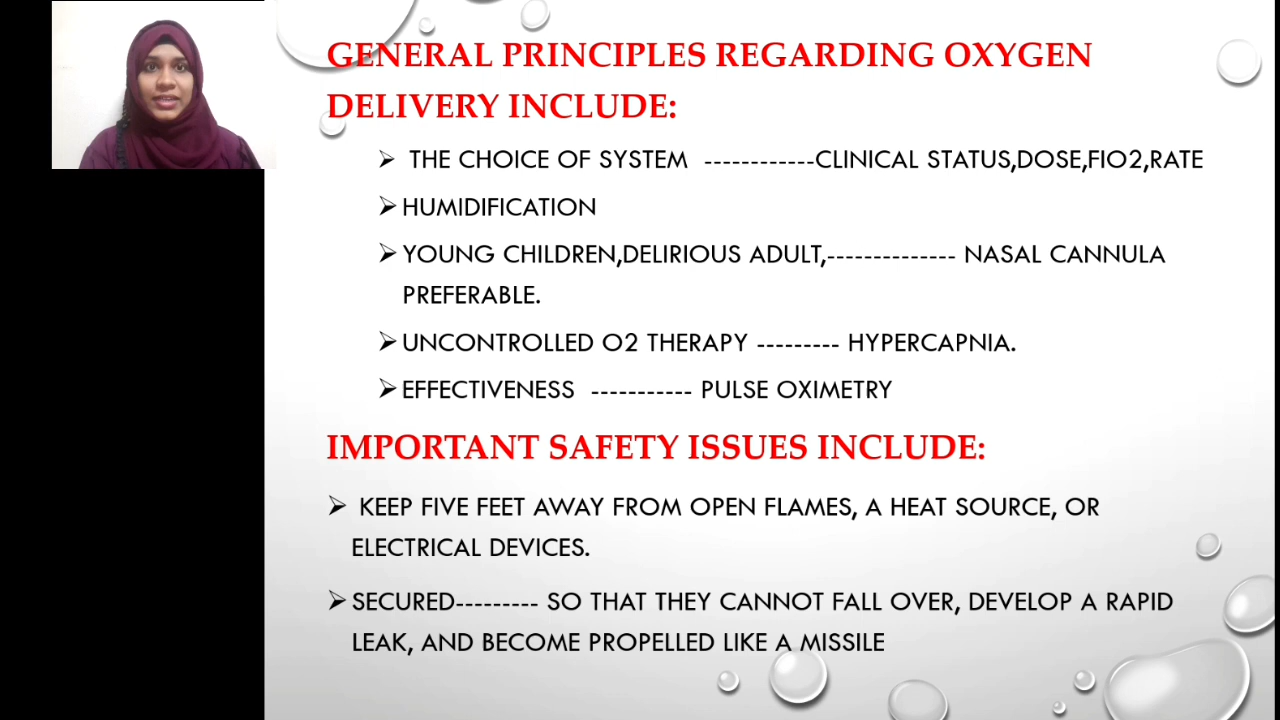 GENERAL PRINCIPLES REGARDING OXYGEN
DELIVERY INCLUDE:
➢ THE CHOICE OF SYSTEM ------------CLINICAL STATUS,DOSE,FIO2,RATE
➢ HUMIDIFICATION
➢ YOUNG CHILDREN,DELIRIOUS ADULT,-------------- NASAL CANNULA
PREFERABLE.
➢ UNCONTROLLED O2 THERAPY --------- HYPERCAPNIA.
➢ EFFECTIVENESS ----------- PULSE OXIMETRY
IMPORTANT SAFETY ISSUES INCLUDE:
➢ KEEP FIVE FEET AWAY FROM OPEN FLAMES, A HEAT SOURCE, OR
ELECTRICAL DEVICES.
➢ SECURED--------- SO THAT THEY CANNOT FALL OVER, DEVELOP A RAPID
LEAK, AND BECOME PROPELLED LIKE A MISSILE